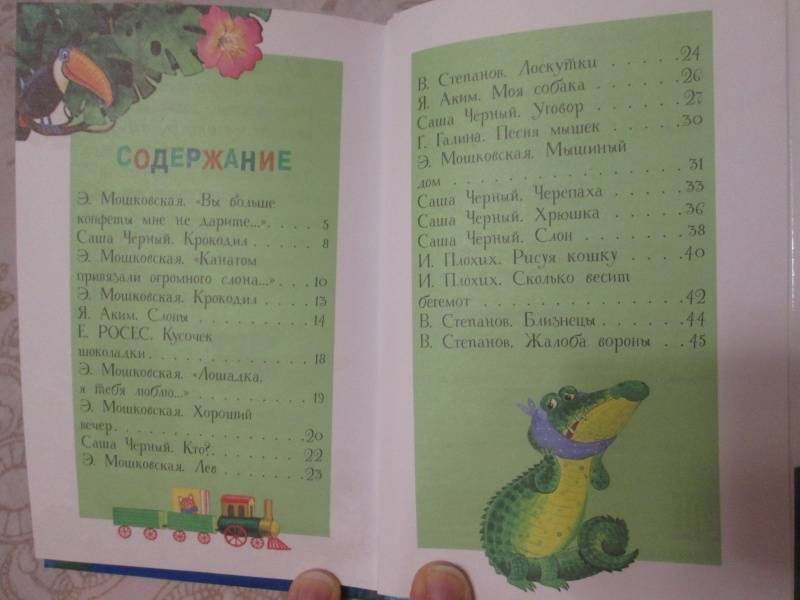 СОДЕРЖАНИЕ
Э. Мошковская. «Вы больше
конфеты мне не дарите...». . . . . 5
Саша Черный. Крокодил . . . . . 8
Э. Мошковская. «Канатом
привязали огромного слона...» . . . 10
Э. Мошковская. Крокодил . . . . 13
Я. Аким. Слоны . . . . . . . . . 14
Е. РОСЕС. Кусочек
шоколадки . . . . . . . . . . . . 18
Э. Мошковская. «Лошадка,
я тебя люблю...» . . . . . . . . . 19
Э. Мошковская. Хороший
вечер. . . . . . . . . . . . . . . 20
Саша Черный. Кто?. . . . . . . . 22
Э. Мошковская. Лев . . . . . . . 23
В. Степанов. Лоскутки . . . . . .24
Я. Аким. Моя собака . . . . . . 26
Саша Черный. Уговор . . . . . . 27
Г. Галина. Песня мышек . . . . . 30
Э. Мошковская. Мышиный
дом . . . . . . . . . . . . . . . 31
Саша Черный. Черепаха . . . . . 33
Саша Черный. Хрюшка . . . . . . 36
Саша Черный. Слон . . . . . . . 38
И. Плохих. Рисуя кошку . . . . . 40
И. Плохих. Сколько весит
бегемот . . . . . . . . . . . . . .42
В. Степанов. Близнецы . . . . . . 44
В. Степанов. Жалоба вороны . . . 45